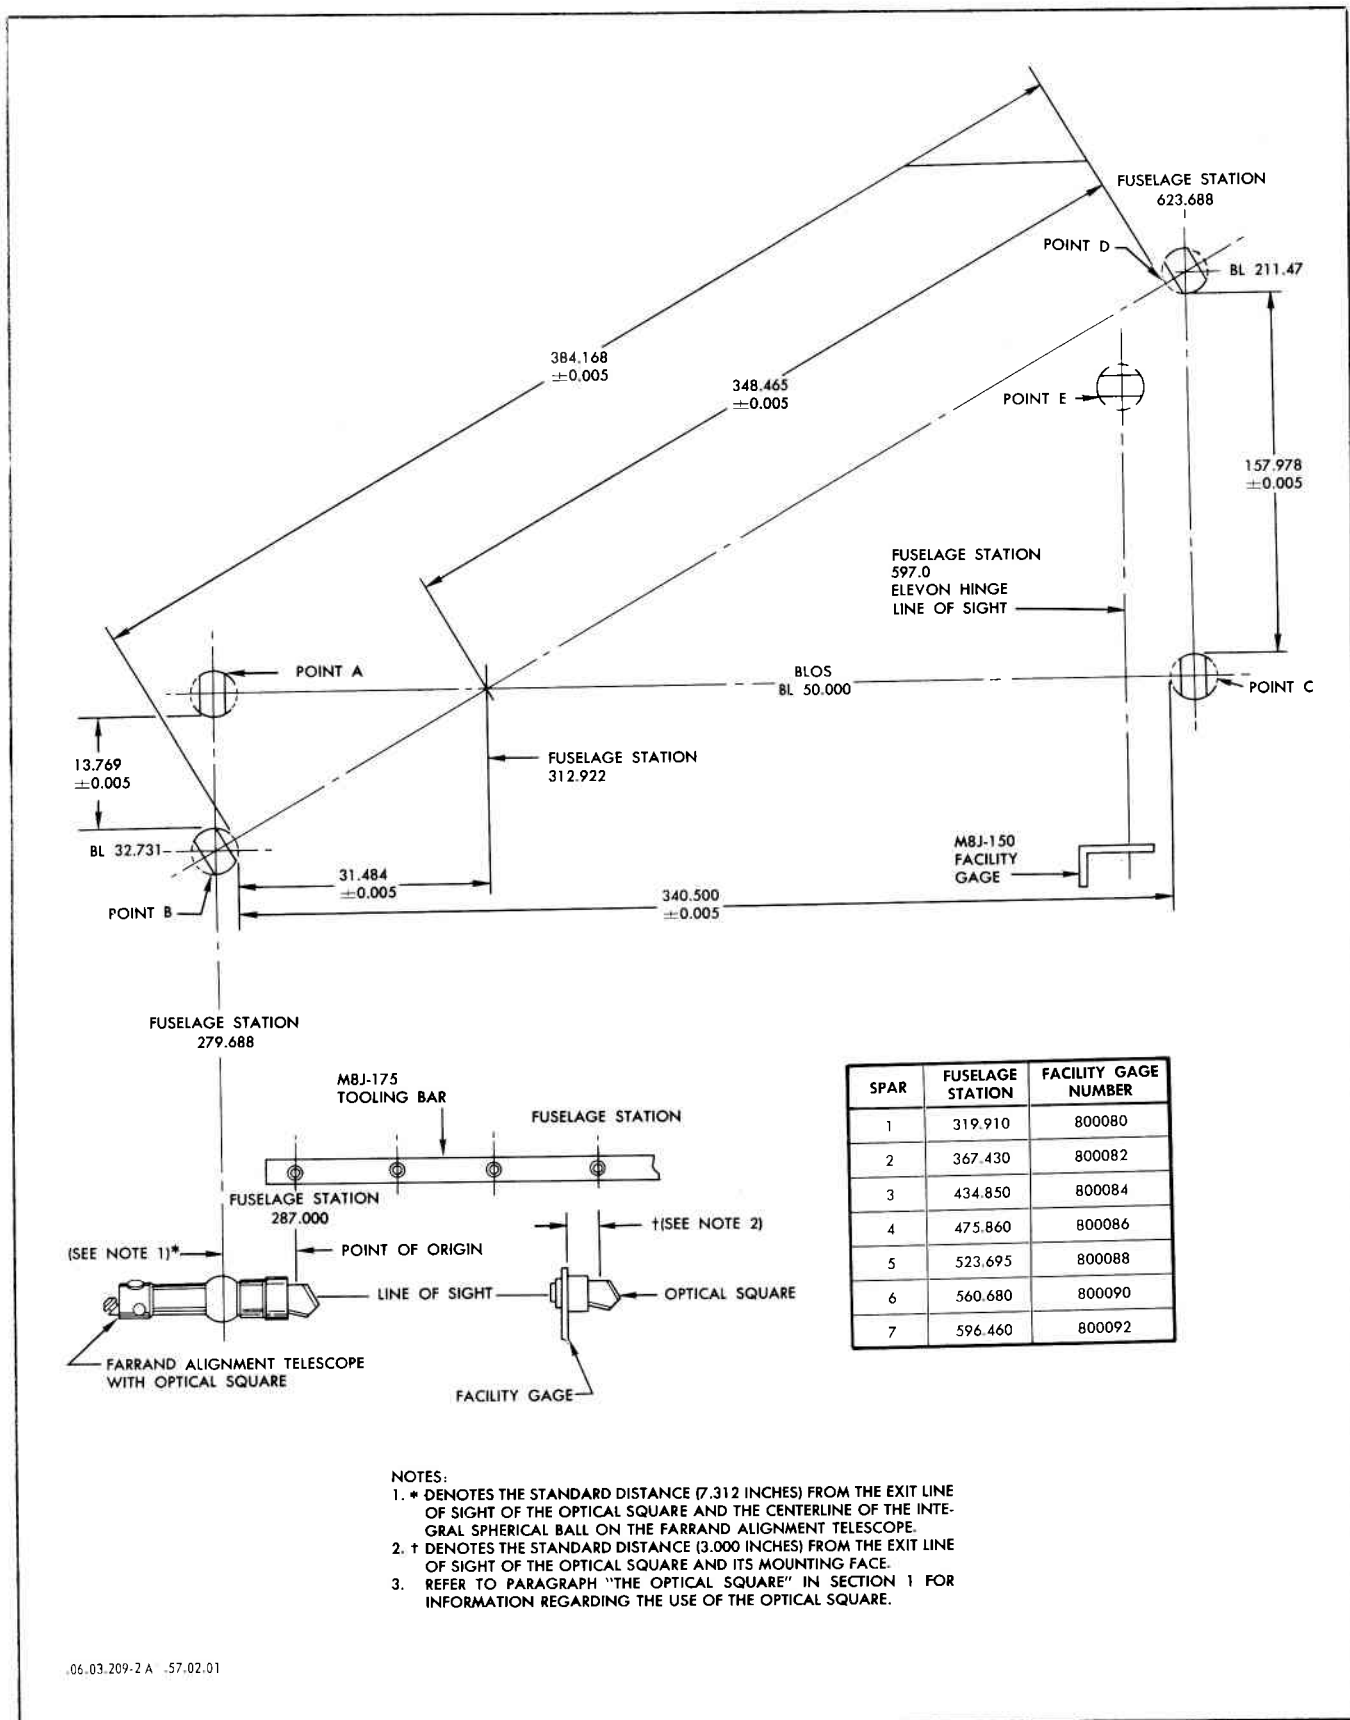 FUSELAGE STATION
623.688
POINT D
BL 211.47
384.168
±0.005
348.465
±0.005
POINT E
157.978
±0.005
FUSELAGE STATION
597.0
ELEVON HINGE
LINE OF SIGHT
POINT A
BLOS
BL 50.000
POINT C
13.769
±0.005
FUSELAGE STATION
312.922
BL 32.731
M8J-150
FACILITY
GAGE
31.484
±0.005
340.500
±0.005
POINT B
FUSELAGE STATION
279.688
M8J-175
TOOLING BAR
FUSELAGE STATION
FUSELAGE STATION
287.000
†(SEE NOTE 2)
(SEE NOTE 1)*
POINT OF ORIGIN
LINE OF SIGHT
OPTICAL SQUARE
FARRAND ALIGNMENT TELESCOPE
WITH OPTICAL SQUARE
FACILITY GAGE
SPAR FUSELAGE STATION FACILITY GAGE NUMBER
1 319.910 800080
2 367.430 800082
3 434.850 800084
4 475.860 800086
5 523.695 800088
6 560.680 800090
7 596.460 800092
NOTES:
1. * DENOTES THE STANDARD DISTANCE (7.312 INCHES) FROM THE EXIT LINE
OF SIGHT OF THE OPTICAL SQUARE AND THE CENTERLINE OF THE INTE-
GRAL SPHERICAL BALL ON THE FARRAND ALIGNMENT TELESCOPE.
2. † DENOTES THE STANDARD DISTANCE (3.000 INCHES) FROM THE EXIT LINE
OF SIGHT OF THE OPTICAL SQUARE AND ITS MOUNTING FACE.
3. REFER TO PARAGRAPH "THE OPTICAL SQUARE" IN SECTION 1 FOR
INFORMATION REGARDING THE USE OF THE OPTICAL SQUARE.
.06.03.209-2 A .57.02.01